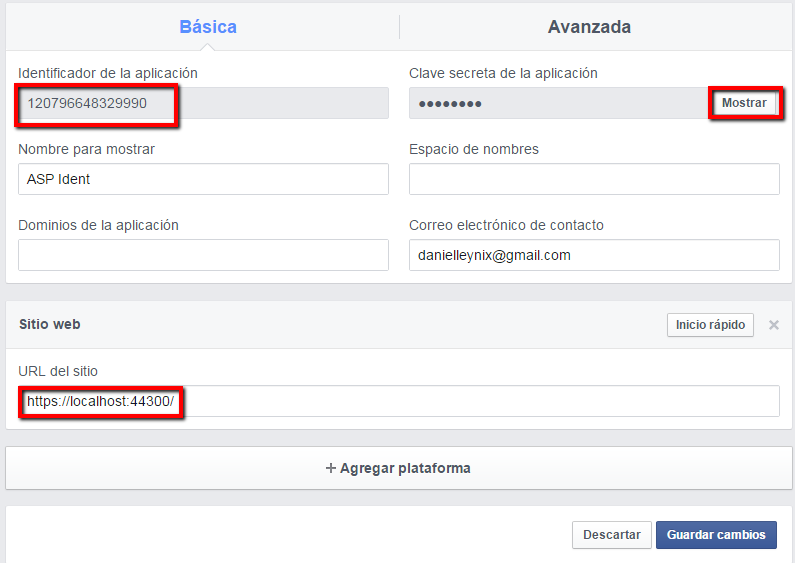 Básica
Avanzada
Identificador de la aplicación
Clave secreta de la aplicación
120796648329990
●●●●●●●●
Mostrar
Nombre para mostrar
Espacio de nombres
ASP Ident
Dominios de la aplicación
Correo electrónico de contacto
danielleynix@gmail.com
Sitio web
Inicio rápido
×
URL del sitio
https://localhost:44300/
+ Agregar plataforma
Descartar
Guardar cambios